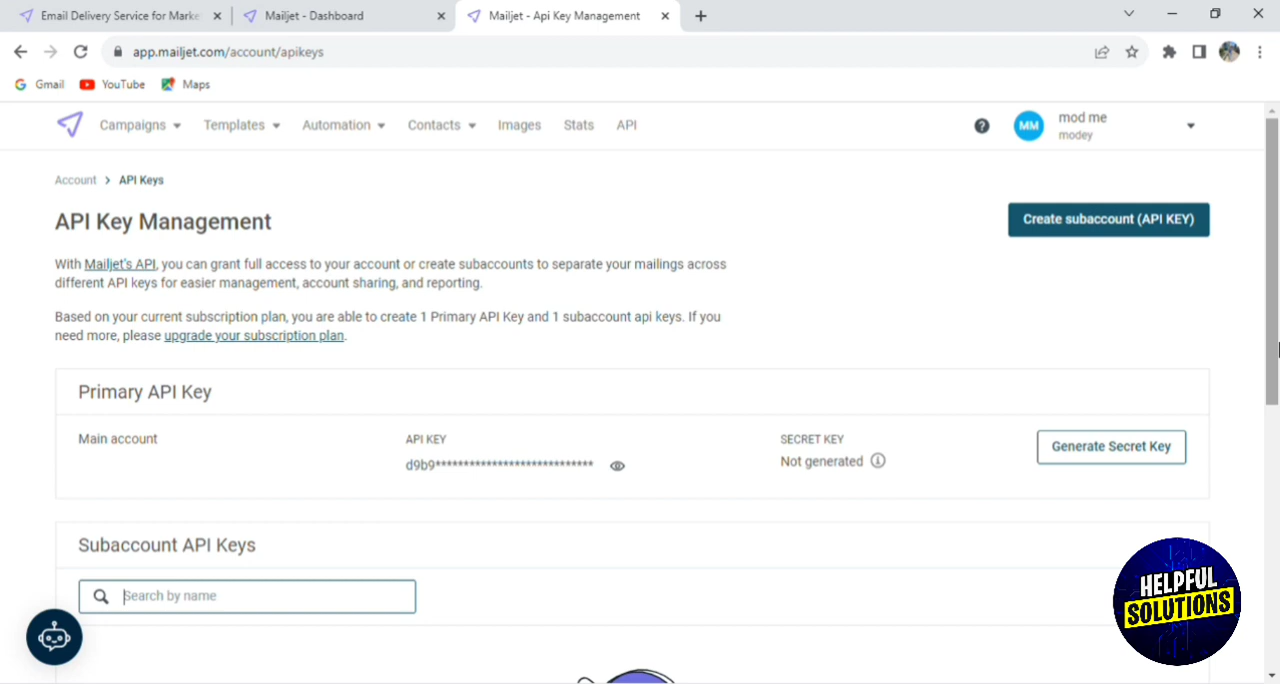 Email Delivery Service for Marke
Mailjet - Dashboard
Mailjet - Api Key Management
app.mailjet.com/account/apikeys
Gmail
YouTube
Maps
Campaigns
Templates
Automation
Contacts
Images
Stats
API
MM
mod me
modey
Account > API Keys
API Key Management
Create subaccount (API KEY)
With Mailjet's API, you can grant full access to your account or create subaccounts to separate your mailings across
different API keys for easier management, account sharing, and reporting.
Based on your current subscription plan, you are able to create 1 Primary API Key and 1 subaccount api keys. If you
need more, please upgrade your subscription plan.
Primary API Key
Main account
API KEY
d9b9****************************
SECRET KEY
Not generated
Generate Secret Key
Subaccount API Keys
Search by name
HELPFUL
SOLUTIONS